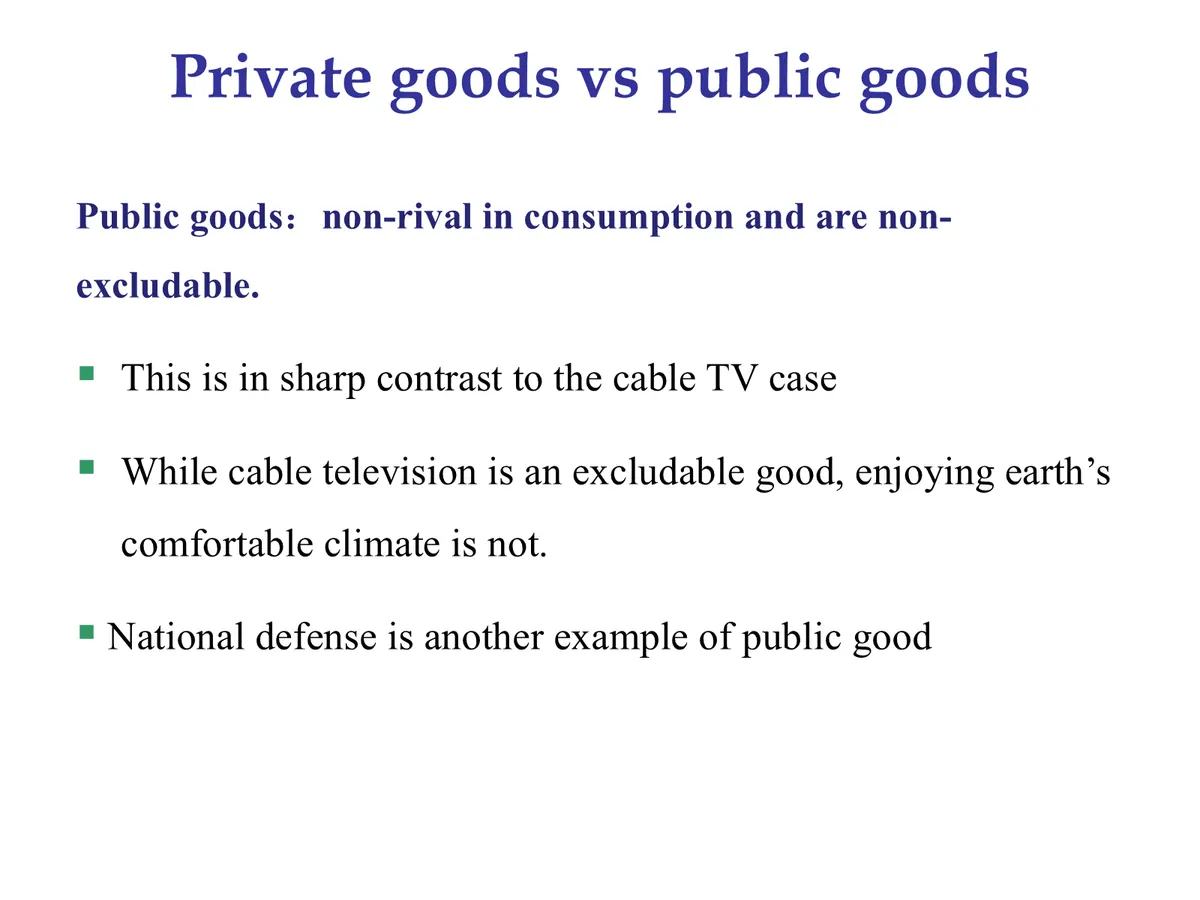 Private goods vs public goods
Public goods：non-rival in consumption and are non-
excludable.
▪ This is in sharp contrast to the cable TV case
▪ While cable television is an excludable good, enjoying earth’s
comfortable climate is not.
▪ National defense is another example of public good